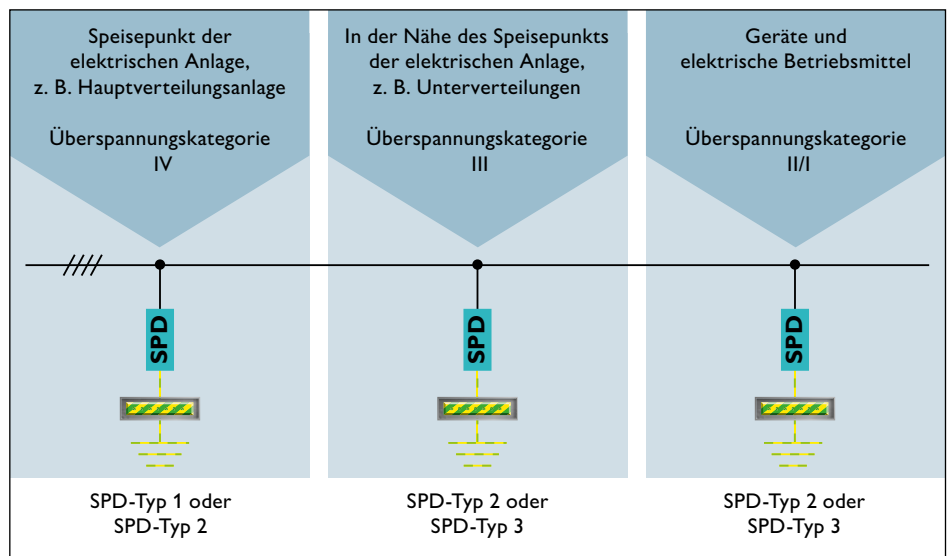 Speisepunkt der
elektrischen Anlage,
z. B. Hauptverteilungsanlage
Überspannungskategorie
IV
In der Nähe des Speisepunkts
der elektrischen Anlage,
z. B. Unterverteilungen
Überspannungskategorie
III
Geräte und
elektrische Betriebsmittel
Überspannungskategorie
II/I
SPD
SPD
SPD
SPD-Typ 1 oder
SPD-Typ 2
SPD-Typ 2 oder
SPD-Typ 3
SPD-Typ 2 oder
SPD-Typ 3